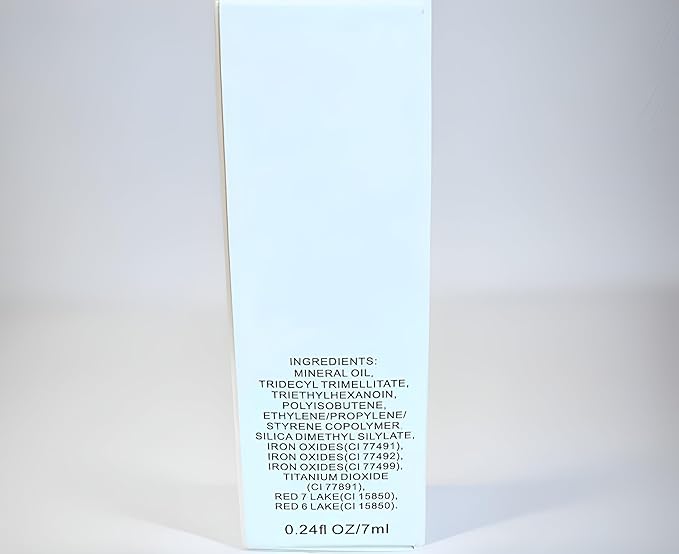 INGREDIENTS:
MINERAL OIL,
TRIDECYL TRIMELLITATE,
TRIETHYLHEXANOIN,
POLYISOBUTENE,
ETHYLENE/PROPYLENE/
STYRENE COPOLYMER,
SILICA DIMETHYL SILYLATE,
IRON OXIDES(CI 77491),
IRON OXIDES(CI 77492),
IRON OXIDES(CI 77499),
TITANIUM DIOXIDE
(CI 77891),
RED 7 LAKE(CI 15850),
RED 6 LAKE(CI 15850).
0.24fl OZ/7ml